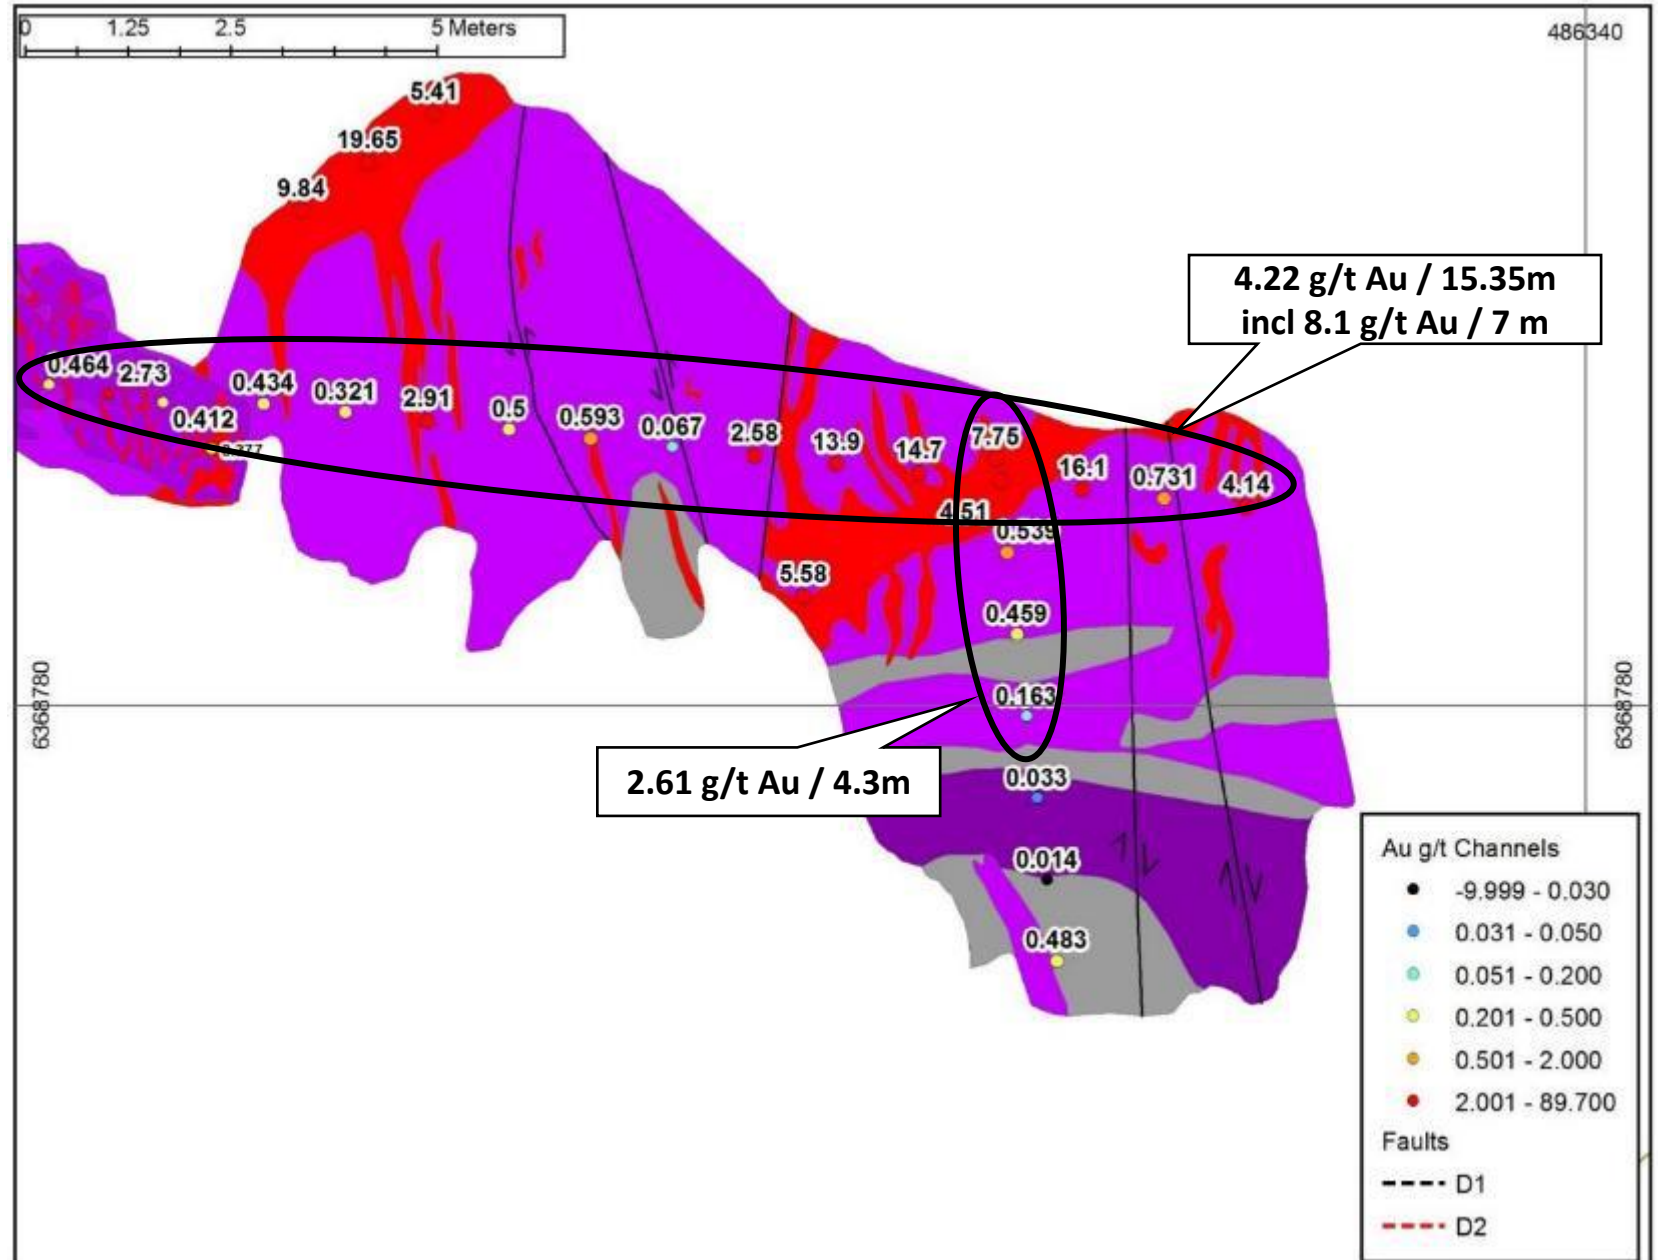 0 1.25 2.5 5 Meters
486340
5.41
19.65
9.84
4.22 g/t Au / 15.35m
incl 8.1 g/t Au / 7 m
0.464 2.73 0.434 0.321 2.91 0.5 0.593 0.067 2.58 13.9 14.7 7.75 16.1 0.731 4.14
0.412
4.51
0.539
5.58
0.459
6368780
0.163
6368780
2.61 g/t Au / 4.3m
0.033
0.014
0.483
Au g/t Channels
-9.999 - 0.030
0.031 - 0.050
0.051 - 0.200
0.201 - 0.500
0.501 - 2.000
2.001 - 89.700
Faults
D1
D2